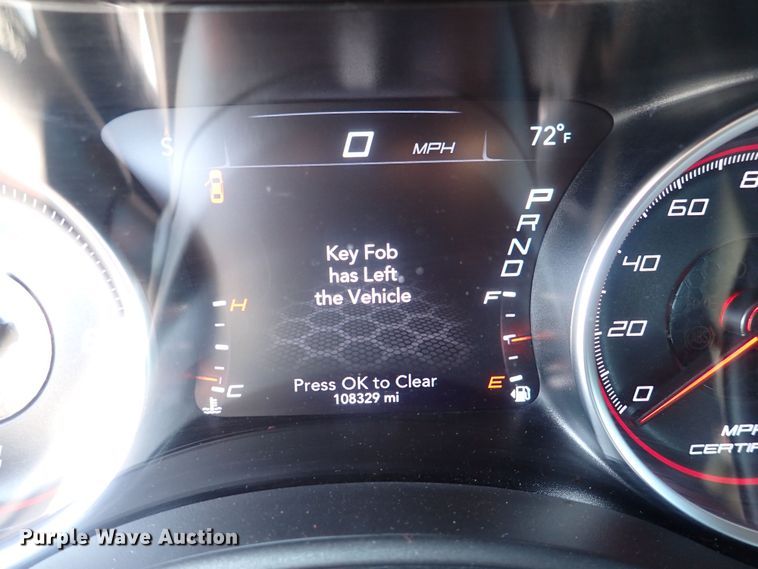 S
0 MPH
72°F
P
R
N
D
Key Fob
has Left
the Vehicle
H
C
F
E
Press OK to Clear
108329 mi
60
40
20
0
MPH
Purple Wave Auction